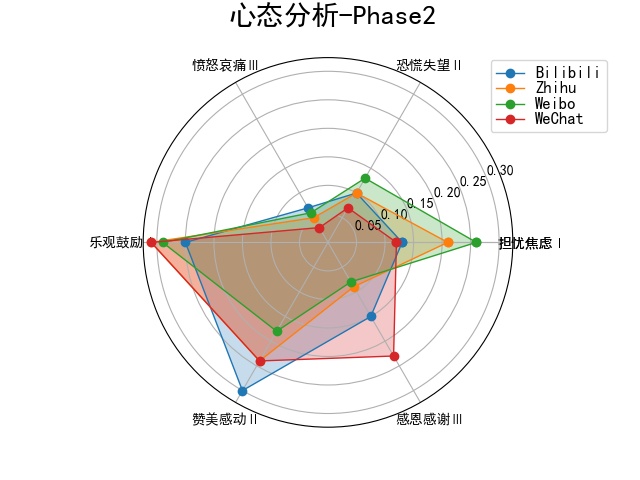 心态分析-Phase2
愤怒哀痛Ⅲ
恐慌失望Ⅱ
Bilibili
Zhihu
Weibo
WeChat
0.30
0.25
0.20
0.15
0.10
0.05
乐观鼓励
担忧焦虑Ⅰ
赞美感动Ⅱ
感恩感谢Ⅲ